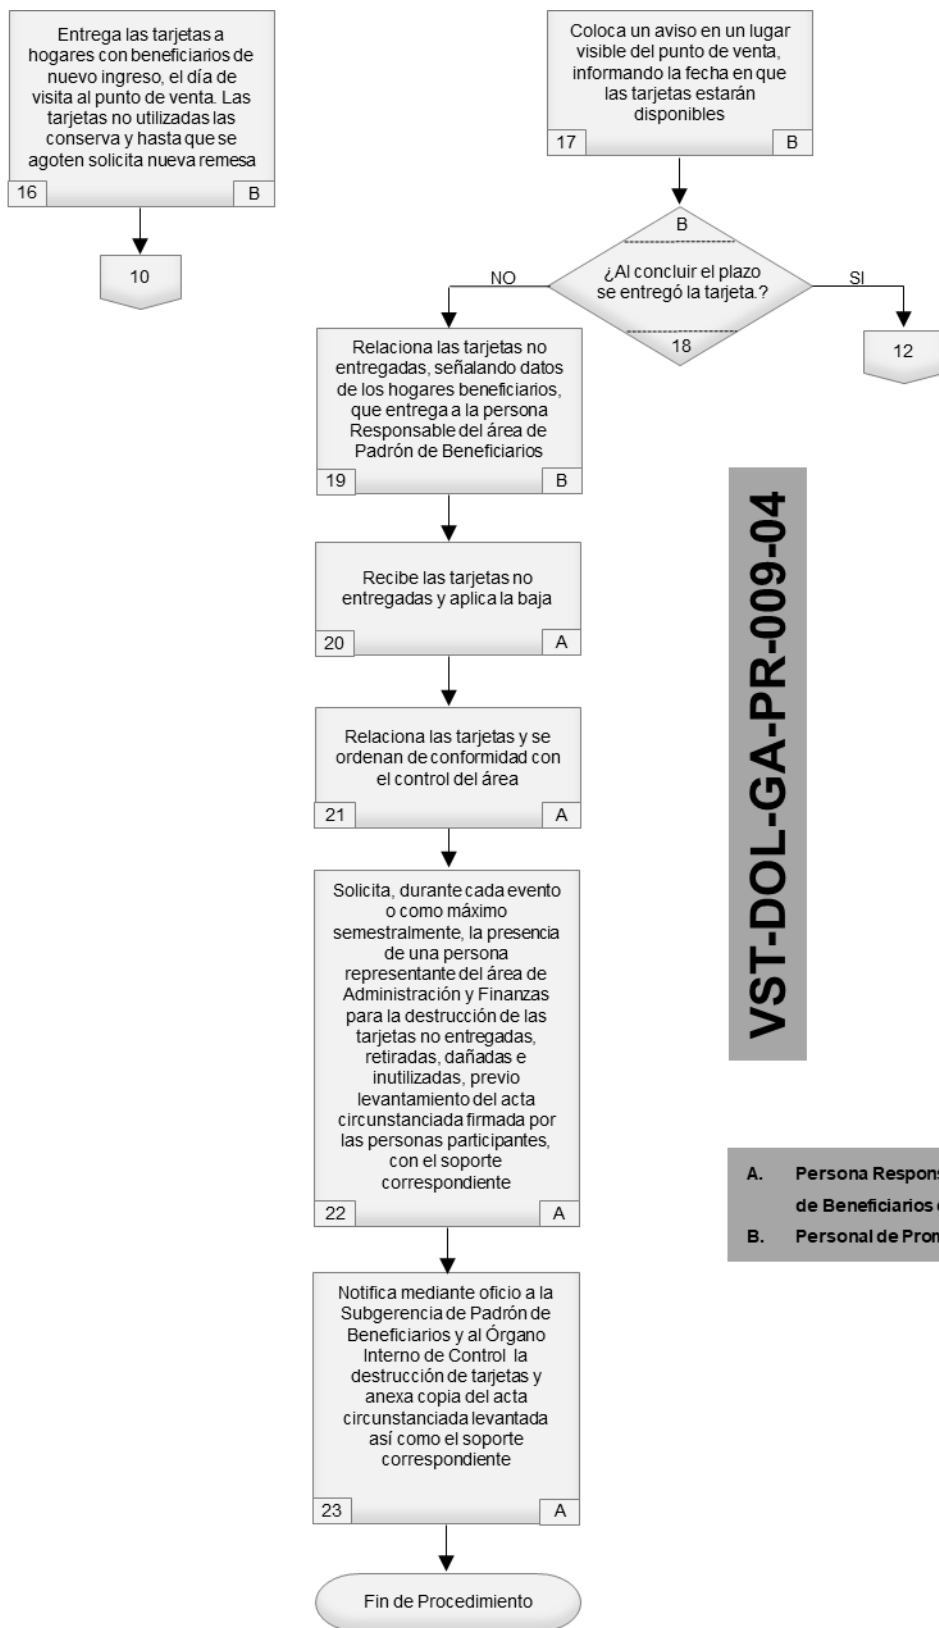 Entrega las tarjetas a
hogares con beneficiarios de
nuevo ingreso, el día de
visita al punto de venta. Las
tarjetas no utilizadas las
conserva y hasta que se
agoten solicita nueva remesa
16
B
10
Coloca un aviso en un lugar
visible del punto de venta,
informando la fecha en que
las tarjetas estarán
disponibles
17
B
B
¿Al concluir el plazo
se entregó la tarjeta.?
18
NO
SI
12
Relaciona las tarjetas no
entregadas, señalando datos
de los hogares beneficiarios,
que entrega a la persona
Responsable del área de
Padrón de Beneficiarios
19
B
Recibe las tarjetas no
entregadas y aplica la baja
20
A
Relaciona las tarjetas y se
ordenan de conformidad con
el control del área
21
A
Solicita, durante cada evento
o como máximo
semestralmente, la presencia
de una persona
representante del área de
Administración y Finanzas
para la destrucción de las
tarjetas no entregadas,
retiradas, dañadas e
inutilizadas, previo
levantamiento del acta
circunstanciada firmada por
las personas participantes,
con el soporte
correspondiente
22
A
Notifica mediante oficio a la
Subgerencia de Padrón de
Beneficiarios y al Órgano
Interno de Control la
destrucción de tarjetas y
anexa copia del acta
circunstanciada levantada
así como el soporte
correspondiente
23
A
Fin de Procedimiento
VST-DOL-GA-PR-009-04
A. Persona
de Beneficiarios
B. Personal de